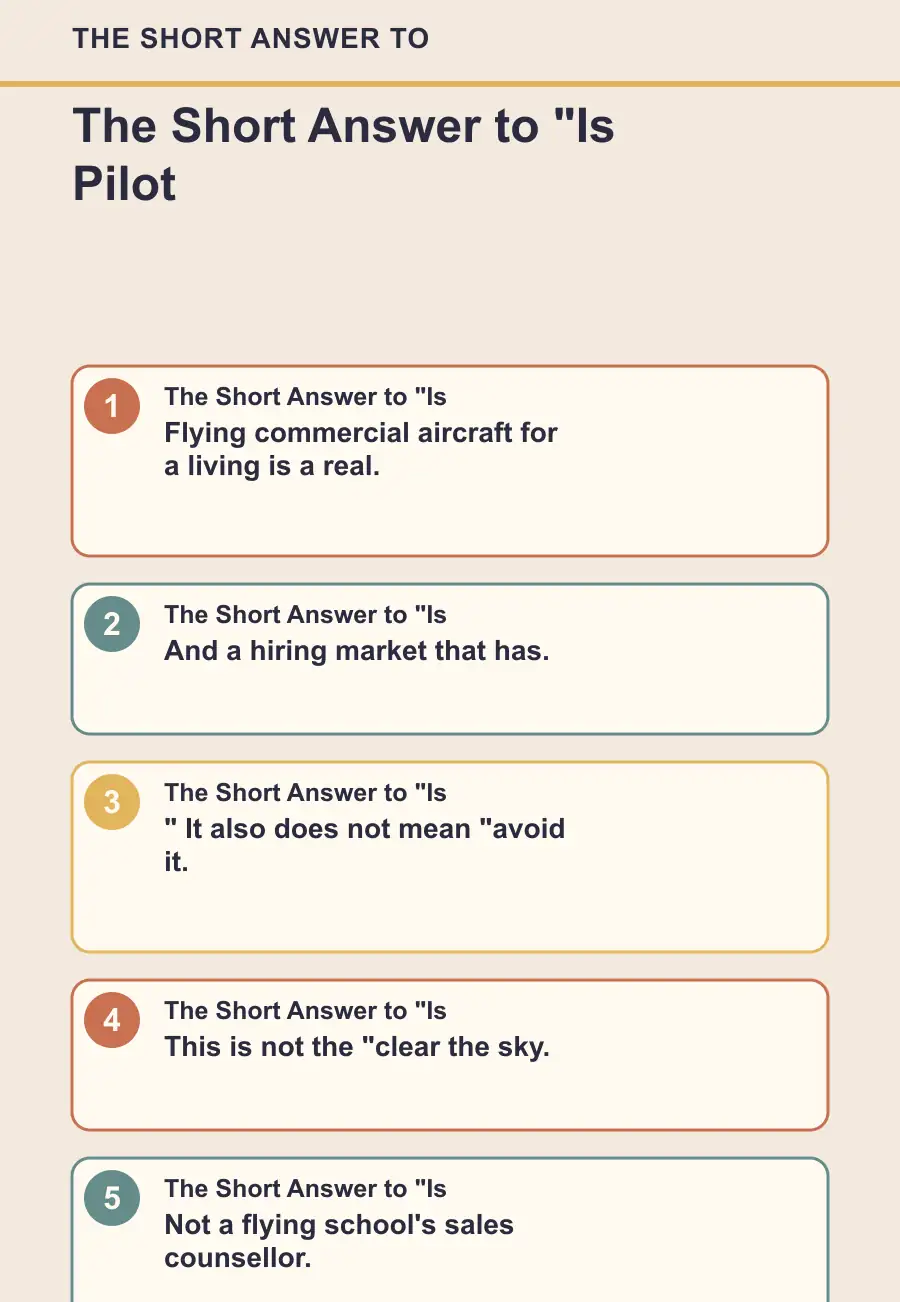 THE SHORT ANSWER TO
The Short Answer to "Is
Pilot
1
The Short Answer to "Is
Flying commercial aircraft for
a living is a real.
2
The Short Answer to "Is
And a hiring market that has.
3
The Short Answer to "Is
" It also does not mean "avoid
it.
4
The Short Answer to "Is
This is not the "clear the sky.
5
The Short Answer to "Is
Not a flying school's sales
counsellor.